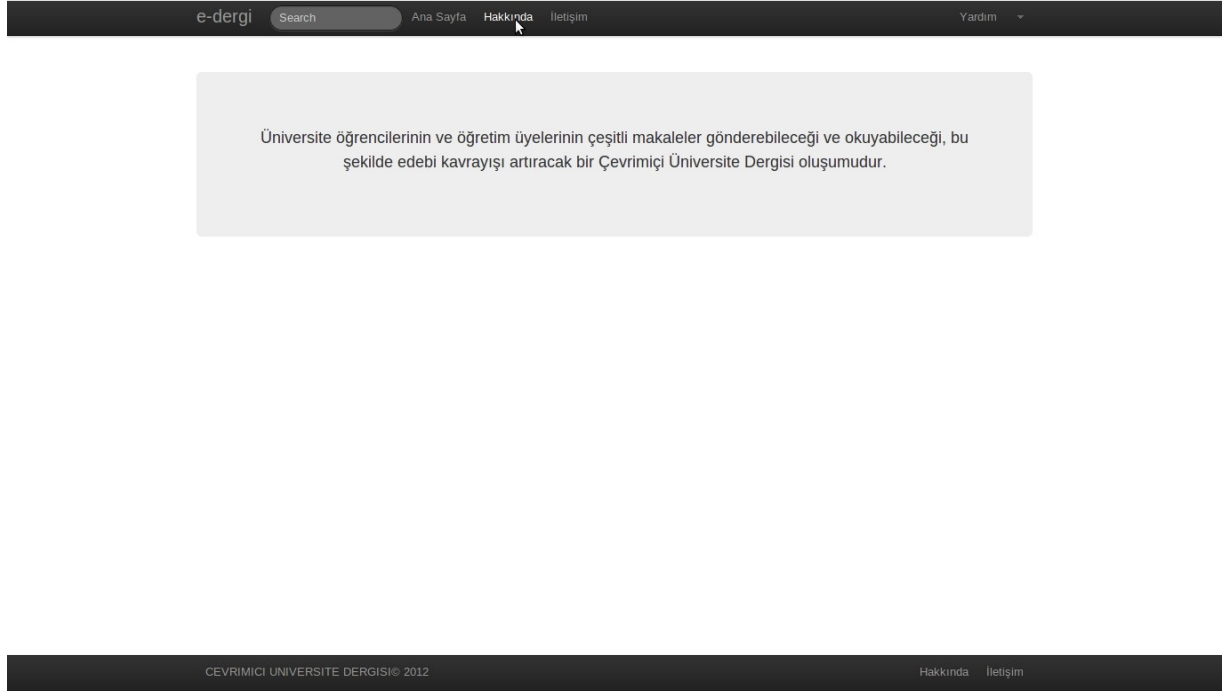 e-dergi Search Ana Sayfa Hakkında İletişim Yardım
Üniversite öğrencilerinin ve öğretim üyelerinin çeşitli makaleler gönderebileceği ve okuyabileceği, bu
şekilde edebi kavrayışı artıracak bir Çevrimiçi Üniversite Dergisi oluşumudur.
CEVRIMICI UNIVERSITE DERGISI© 2012 Hakkında İletişim